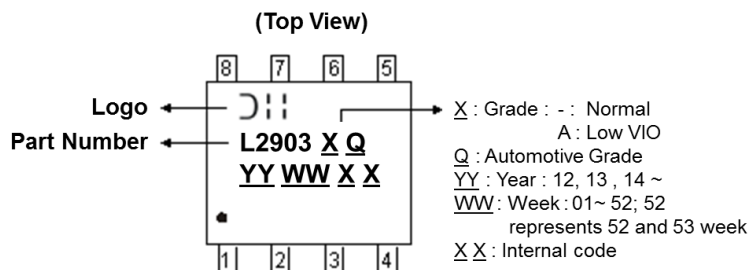 (Top View)
8 7 6 5
Logo
Part Number
L2903 X Q
YY WW X X
1 2 3 4
X : Grade : - : Normal
A : Low VIO
Q : Automotive Grade
YY : Year : 12, 13 , 14 ~
WW : Week : 01~ 52; 52
represents 52 and 53 week
X X : Internal code